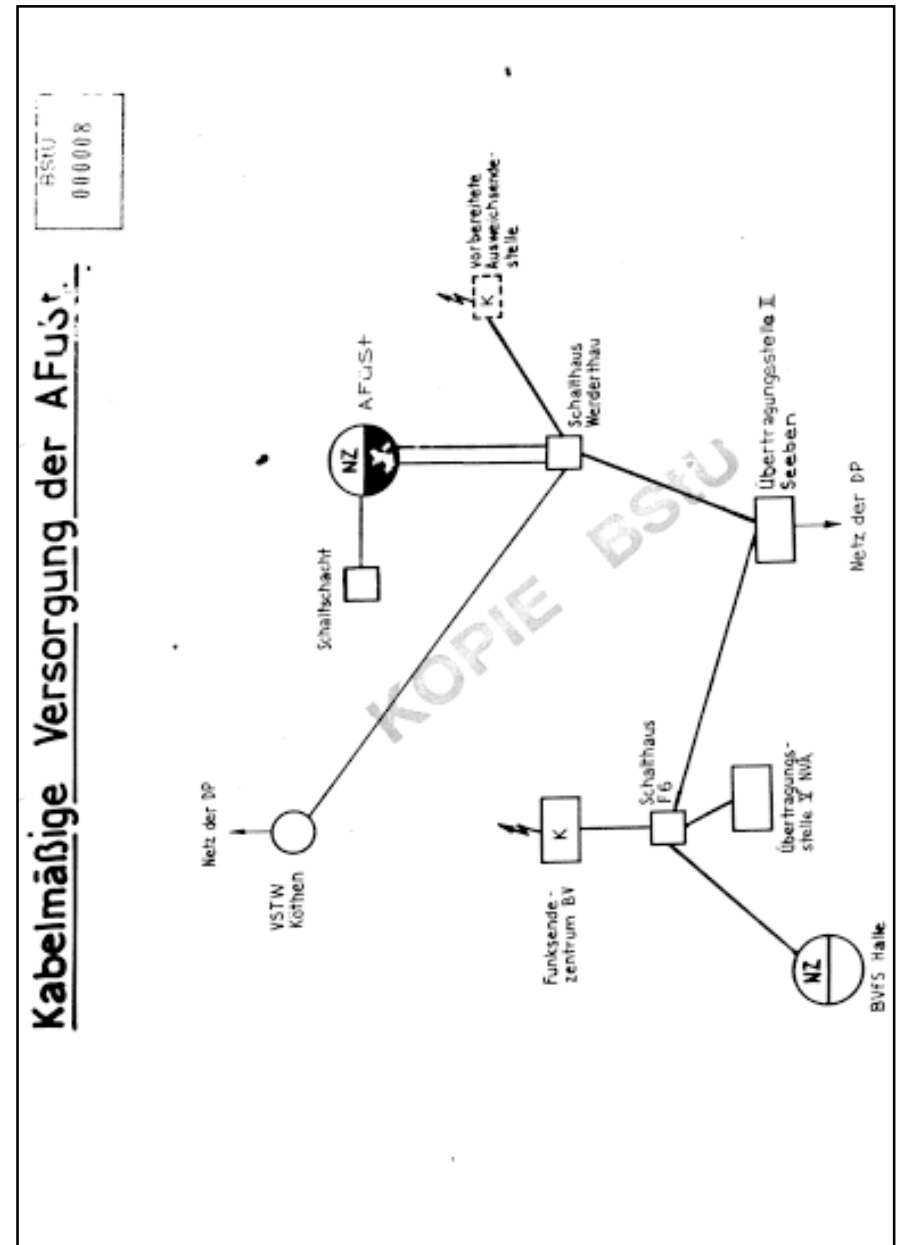 Kabelmäßige Versorgung der AFüSt.
BStU
000008
Netz der DP
VSTW
Köthen
Schaltschacht
NZ
AFüSt
K
vorbereitete
Ausweichsende-
stelle
Schalthaus
Werderthau
KOPIE BStU
Funksende-
zentrum BV
K
Schalthaus
F6
Übertragungs-
stelle V NVA
Übertragungsstelle II
Seeben
Netz der DP
NZ
BVfS Halle